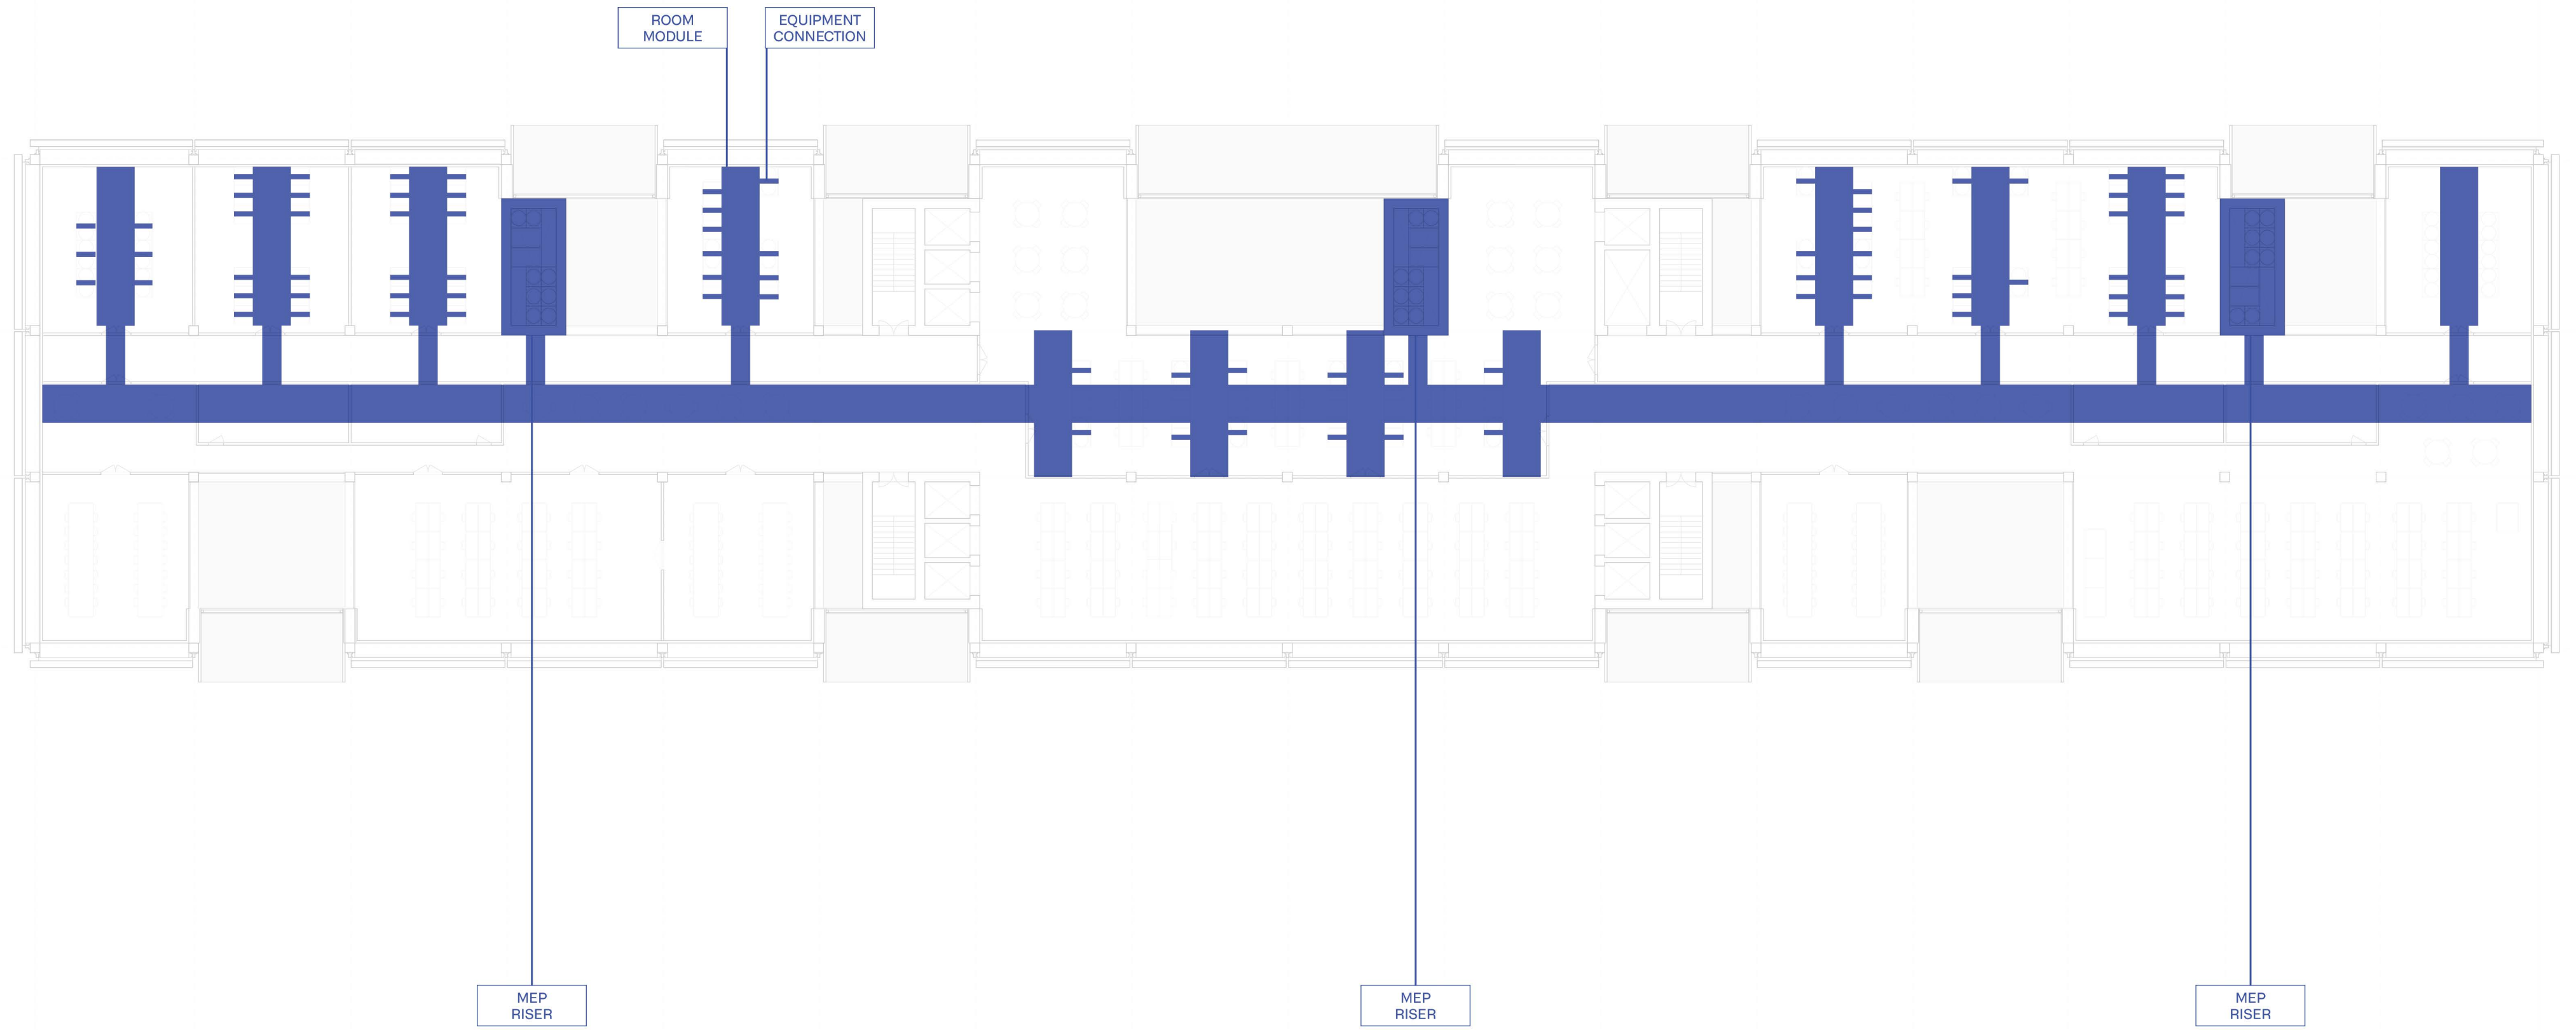 ROOM
MODULE
EQUIPMENT
CONNECTION
MEP
RISER
MEP
RISER
MEP
RISER